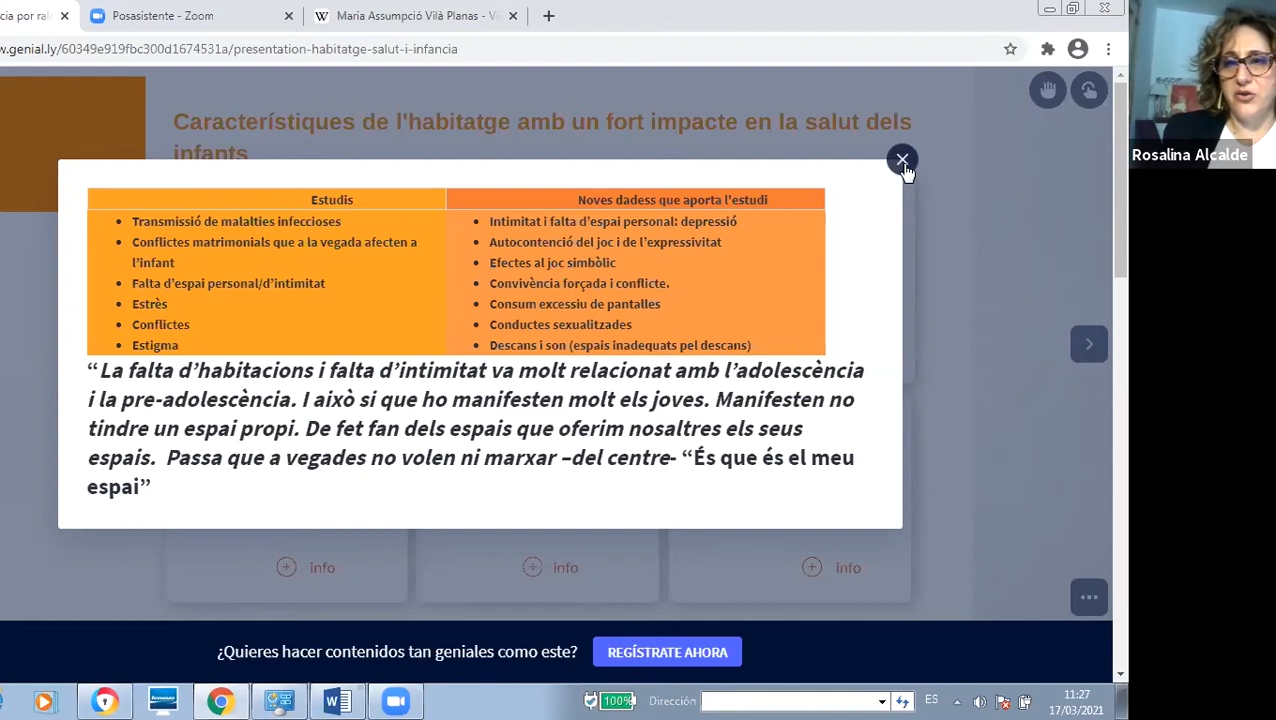 cia por rak
Posasistente - Zoom
Maria Assumpció Vilà Planas - Vi
w.genial.ly/60349e919fbc300d1674531a/presentation-habitatge-salut-i-infancia
Característiques de l'habitatge amb un fort impacte en la salut dels
infants
Rosalina Alcalde
Estudis
Transmissió de malalties infeccioses
Conflictes matrimonials que a la vegada afecten a
l'infant
Falta d'espai personal/d'intimitat
Estrès
Conflictes
Estigma
Noves dadess que aporta l'estudi
Intimitat i falta d'espai personal: depressió
Autocontenció del joc i de l'expressivitat
Efectes al joc simbòlic
Convivència forçada i conflicte.
Consum excessiu de pantalles
Conductes sexualitzades
Descans i son (espais inadequats pel descans)
“La falta d'habitacions i falta d'intimitat va molt relacionat amb l'adolescència
i la pre-adolescència. I això si que ho manifesten molt els joves. Manifesten no
tindre un espai propi. De fet fan dels espais que oferim nosaltres els seus
espais. Passa que a vegades no volen ni marxar –del centre- “És que és el meu
espai”
info
info
info
¿Quieres hacer contenidos tan geniales como este?
REGÍSTRATE AHORA
100%
Dirección
ES
11:27
17/03/2021